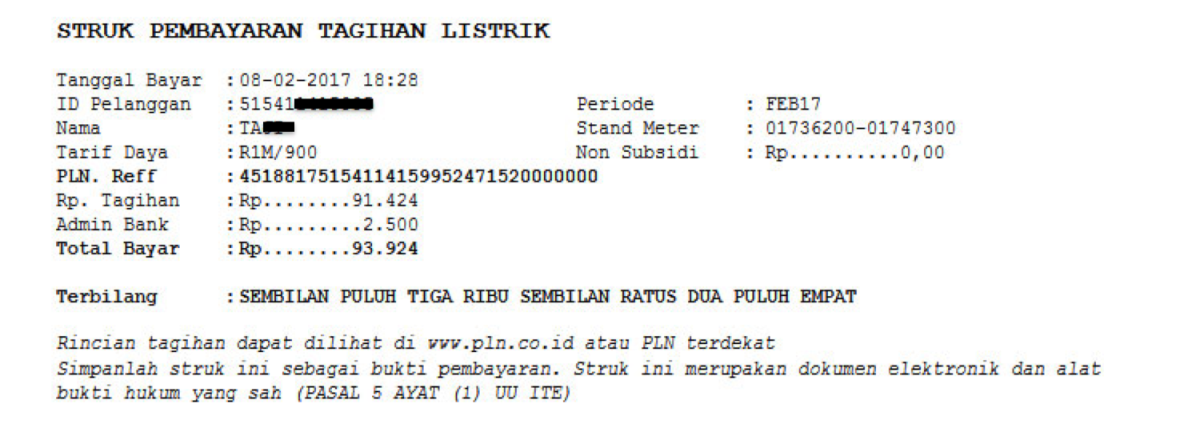 STRUK PEMBAYARAN TAGIHAN LISTRIK
Tanggal Bayar :08-02-2017 18:28
ID Pelanggan :51541 Periode : FEB17
Nama :TA Stand Meter : 01736200-01747300
Tarif Daya :R1M/900 Non Subsidi : Rp..........0,00
PLN. Reff :45188175154114159952471520000000
Rp. Tagihan :Rp........91.424
Admin Bank :Rp.........2.500
Total Bayar :Rp........93.924
Terbilang :SEMBILAN PULUH TIGA RIBU SEMBILAN RATUS DUA PULUH EMPAT
Rincian tagihan dapat dilihat di www.pln.co.id atau PLN terdekat
Simpanlah struk ini sebagai bukti pembayaran. Struk ini merupakan dokumen elektronik dan alat
bukti hukum yang sah (PASAL 5 AYAT (1) UU ITE)